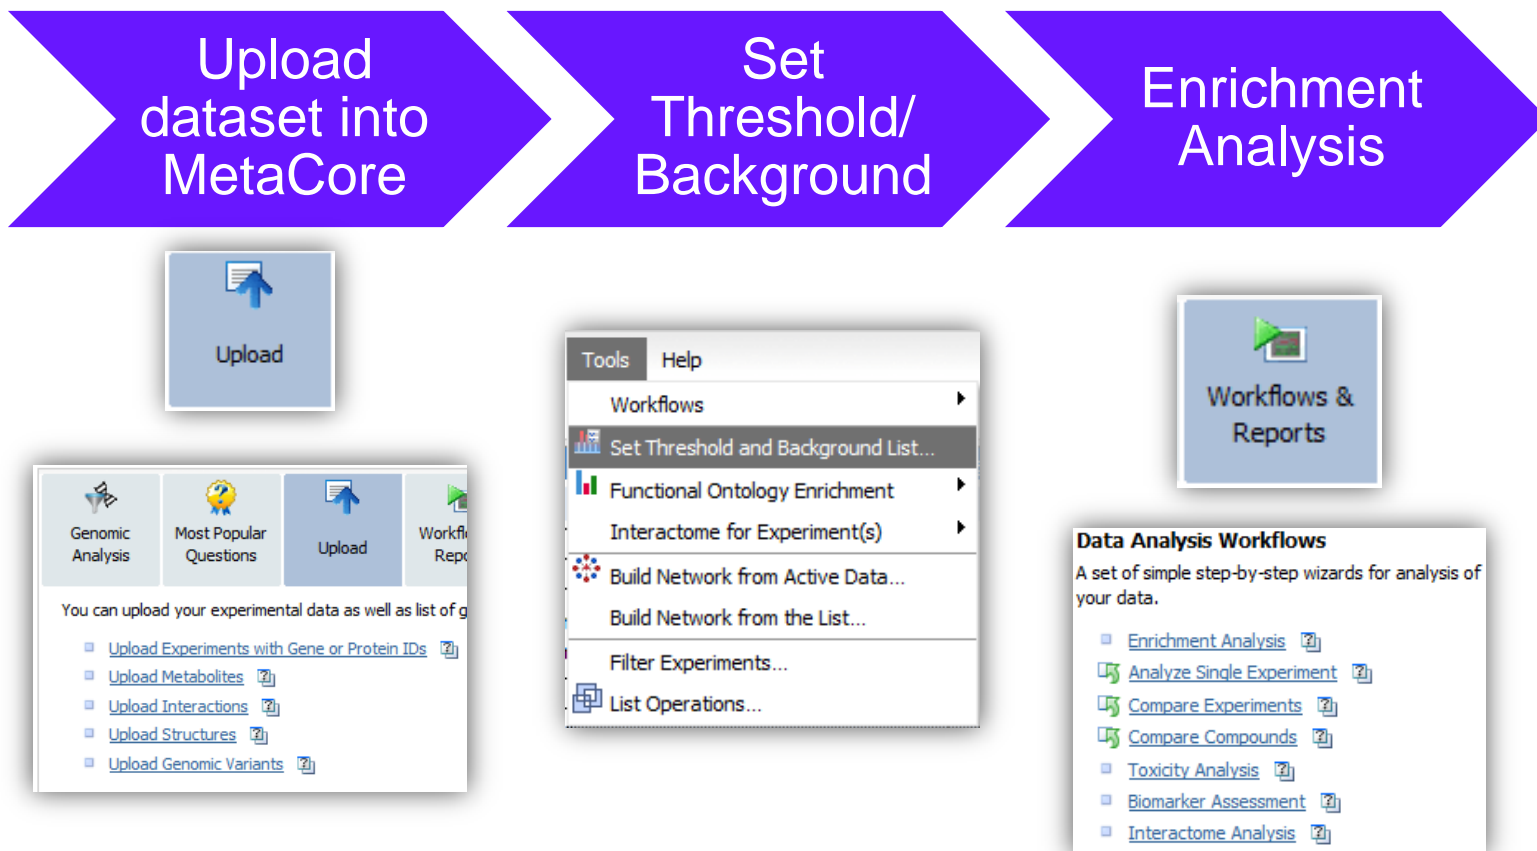 Upload
dataset into
MetaCore
Set
Threshold/
Background
Enrichment
Analysis
Upload
Genomic
Analysis
Most Popular
Questions
Upload
You can upload your experimental data as well as list of
Upload Experiments with Gene or Protein IDs
Upload Metabolites
Upload Interactions
Upload Structures
Upload Genomic Variants
Tools Help
Workflows
Set Threshold and Background List...
Functional Ontology Enrichment
Interactome for Experiment(s)
Build Network from Active Data...
Build Network from the List...
Filter Experiments...
List Operations...
Workflows &
Reports
Data Analysis Workflows
A set of simple step-by-step wizards for analysis of
your data.
Enrichment Analysis
Analyze Single Experiment
Compare Experiments
Compare Compounds
Toxicity Analysis
Biomarker Assessment
Interactome Analysis